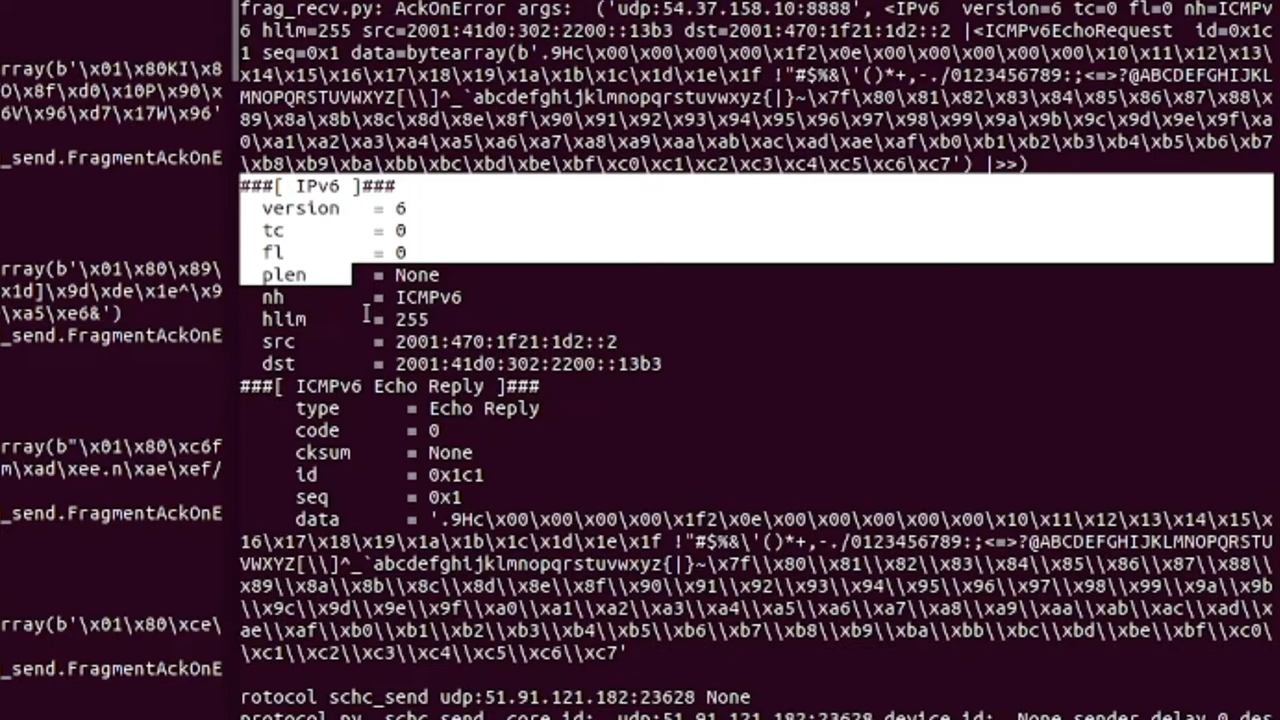 rray(b'\x01\x80KI\x8
O\x8f\xd0\x10P\x90\x
6V\x96\xd7\x17W\x96'
_send.FragmentAckOnE
rray(b'\x01\x80\x89\
x1d]\x9d\xde\x1e^\x9
\xa5\xe6&')
_send.FragmentAckOnE
rray(b"\x01\x80\xc6f
m\xad\xee.n\xae\xef/
_send.FragmentAckOnE
rray(b'\x01\x80\xce\
_send.FragmentAckOnE
frag_recv.py: AckOnError args:  ('udp:54.37.158.10:8888', <IPv6  version=6 tc=0 fl=0 nh=ICMPv
6 hlim=255 src=2001:41d0:302:2200::13b3 dst=2001:470:1f21:1d2::2 |<ICMPv6EchoRequest  id=0x1c
1 seq=0x1 data=bytearray(b'.9Hc\x00\x00\x00\x00\x1f2\x0e\x00\x00\x00\x00\x00\x10\x11\x12\x13\
x14\x15\x16\x17\x18\x19\x1a\x1b\x1c\x1d\x1e\x1f !"#$%&\'()*+,-./0123456789:;<=>?@ABCDEFGHIJKL
MNOPQRSTUVWXYZ[\\]^_`abcdefghijklmnopqrstuvwxyz{|}~\x7f\x80\x81\x82\x83\x84\x85\x86\x87\x88\x
89\x8a\x8b\x8c\x8d\x8e\x8f\x90\x91\x92\x93\x94\x95\x96\x97\x98\x99\x9a\x9b\x9c\x9d\x9e\x9f\xa
0\xa1\xa2\xa3\xa4\xa5\xa6\xa7\xa8\xa9\xaa\xab\xac\xad\xae\xaf\xb0\xb1\xb2\xb3\xb4\xb5\xb6\xb7
\xb8\xb9\xba\xbb\xbc\xbd\xbe\xbf\xc0\xc1\xc2\xc3\xc4\xc5\xc6\xc7') |>>)
###[ IPv6 ]###
version   = 6
tc        = 0
fl        = 0
plen      = None
nh        = ICMPv6
hlim      = 255
src       = 2001:470:1f21:1d2::2
dst       = 2001:41d0:302:2200::13b3
###[ ICMPv6 Echo Reply ]###
type      = Echo Reply
code      = 0
cksum     = None
id        = 0x1c1
seq       = 0x1
data      = '.9Hc\x00\x00\x00\x00\x1f2\x0e\x00\x00\x00\x00\x00\x10\x11\x12\x13\x14\x15\x
16\x17\x18\x19\x1a\x1b\x1c\x1d\x1e\x1f !"#$%&\'()*+,-./0123456789:;<=>?@ABCDEFGHIJKLMNOPQRSTU
VWXYZ[\\]^_`abcdefghijklmnopqrstuvwxyz{|}~\x7f\\x80\\x81\\x82\\x83\\x84\\x85\\x86\\x87\\x88\\
x89\\x8a\\x8b\\x8c\\x8d\\x8e\\x8f\\x90\\x91\\x92\\x93\\x94\\x95\\x96\\x97\\x98\\x99\\x9a\\x9b
\\x9c\\x9d\\x9e\\x9f\\xa0\\xa1\\xa2\\xa3\\xa4\\xa5\\xa6\\xa7\\xa8\\xa9\\xaa\\xab\\xac\\xad\\x
ae\\xaf\\xb0\\xb1\\xb2\\xb3\\xb4\\xb5\\xb6\\xb7\\xb8\\xb9\\xba\\xbb\\xbc\\xbd\\xbe\\xbf\\xc0\
\xc1\\xc2\\xc3\\xc4\\xc5\\xc6\\xc7'
rotocol schc_send udp:51.91.121.182:23628 None
protocol.py  schc_send  core_id:  udp:51.91.121.182:23628 device_id:  None sender_delay 0 des